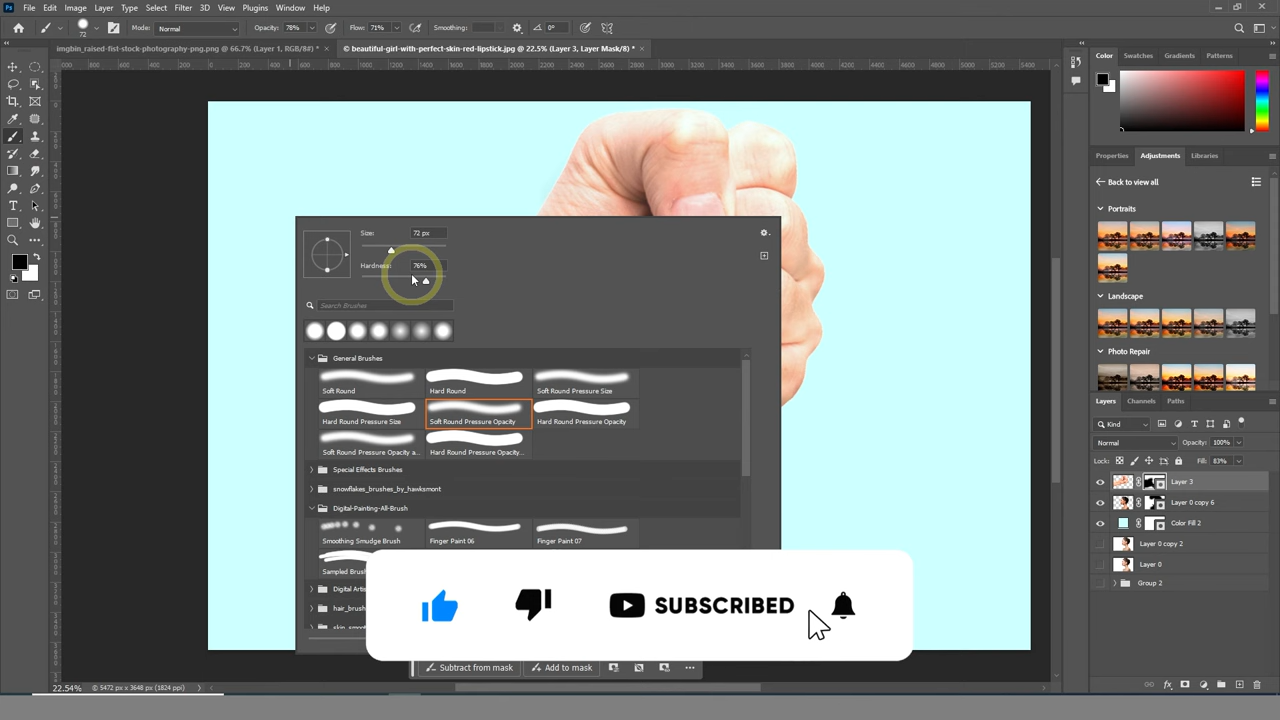 Ps File Edit Image Layer Type Select Filter 3D View Plugins Window Help
72 Mode: Normal Opacity: 78% Flow: 71% Smoothing: 0°
imgbin_raised-fist-stock-photography-png.png @ 66.7% (Layer 1, RGB/8#) * ×
© beautiful-girl-with-perfect-skin-red-lipstick.jpg @ 22.5% (Layer 3, Layer Mask/8) * ×
Color Swatches Gradients Patterns
Properties Adjustments Libraries
Back to view all
Portraits
Landscape
Photo Repair
Size: 72 px
Hardness: 76%
Search Brushes
General Brushes
Soft Round Hard Round Soft Round Pressure Size
Hard Round Pressure Size Soft Round Pressure Opacity Hard Round Pressure Opacity
Soft Round Pressure Opacity a... Hard Round Pressure Opacity...
Special Effects Brushes
snowflakes_brushes_by_hawksmont
Digital-Painting-All-Brush
Smoothing Smudge Brush Finger Paint 06 Finger Paint 07
Sampled Brush
Digital Artis
hair_brush
SUBSCRIBED
Subtract from mask Add to mask
Layers Channels Paths
Kind
Normal Opacity: 100%
Lock: Fill: 83%
Layer 3
Layer 0 copy 6
Color Fill 2
Layer 0 copy 2
Layer 0
Group 2
22.54% © 5472 px x 3648 px (1824 ppi)